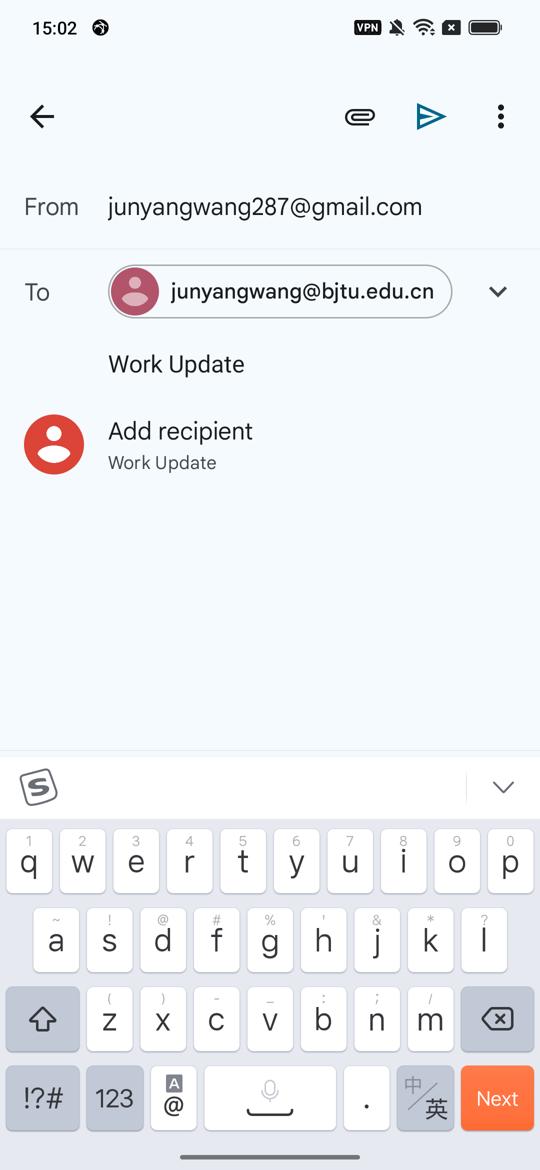 15:02 VPN
From junyangwang287@gmail.com
To junyangwang@bjtu.edu.cn
Work Update
Add recipient
Work Update
S
1 2 3 4 5 6 7 8 9 0
q w e r t y u i o p
~ ! @ # % ' & * ?
a s d f g h j k l
( ) - _ : ; /
z x c v b n m
!?# 123 A @ . 中/英 Next